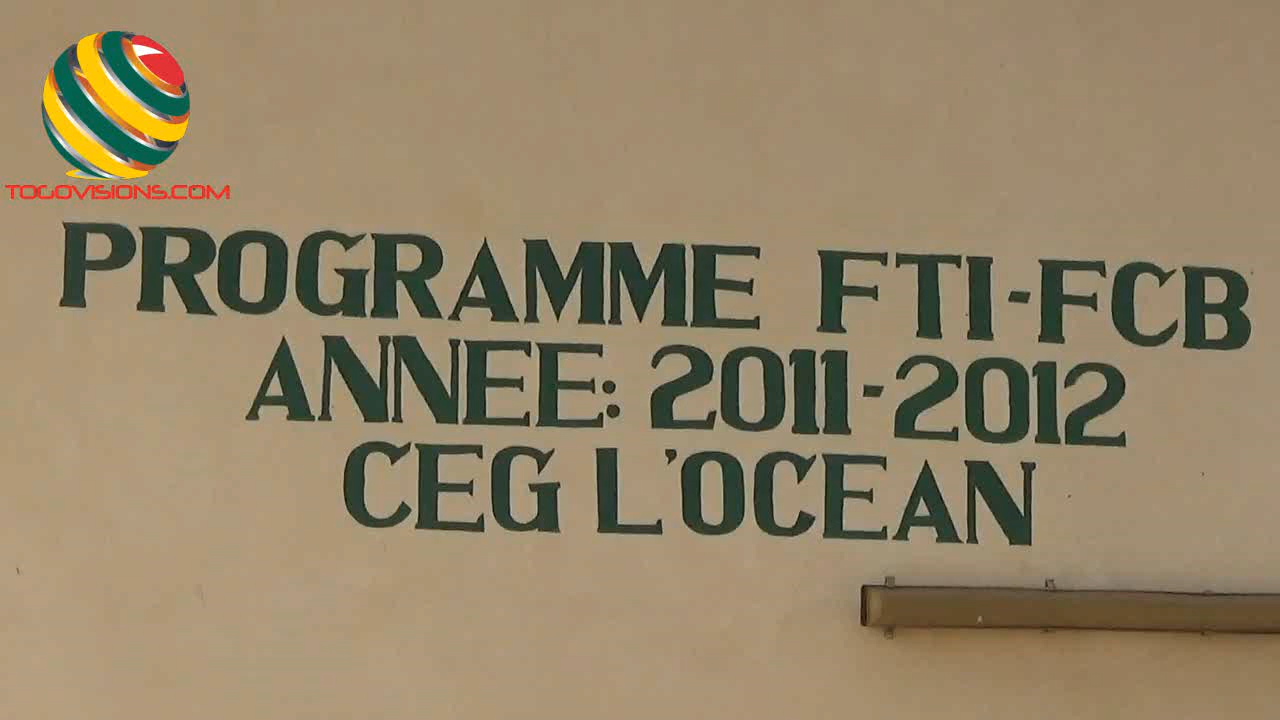 TOGOVISIONS.COM
PROGRAMME FTI-FCB
ANNEE: 2011-2012
CEG L'OCEAN